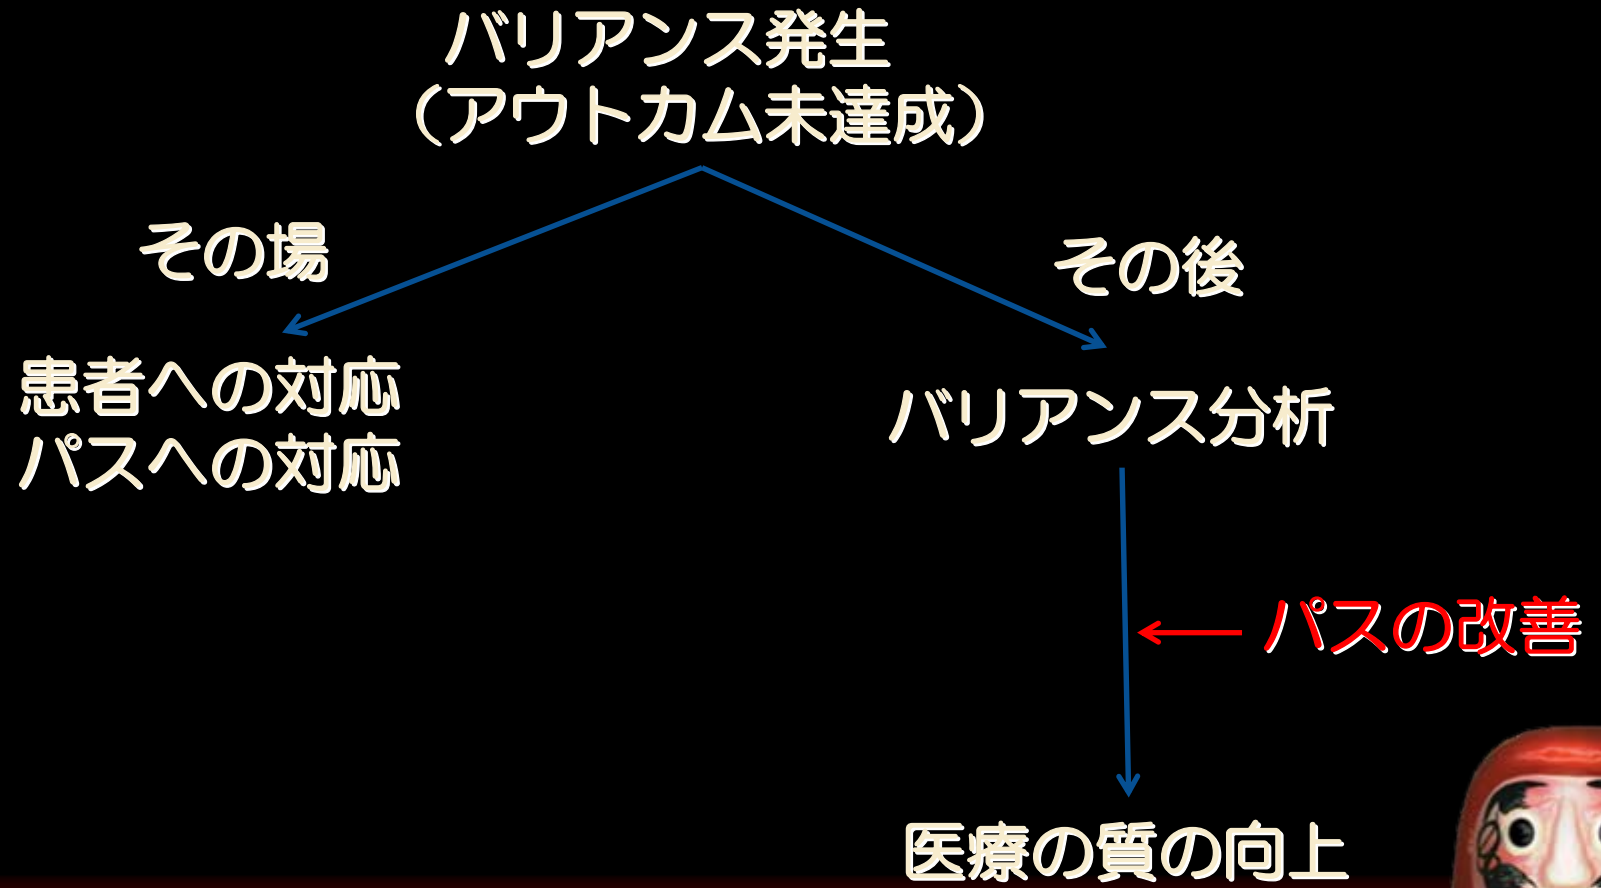 バリアンス発生
（アウトカム未達成）
その場
その後
患者への対応
パスへの対応
バリアンス分析
パスの改善
医療の質の向上